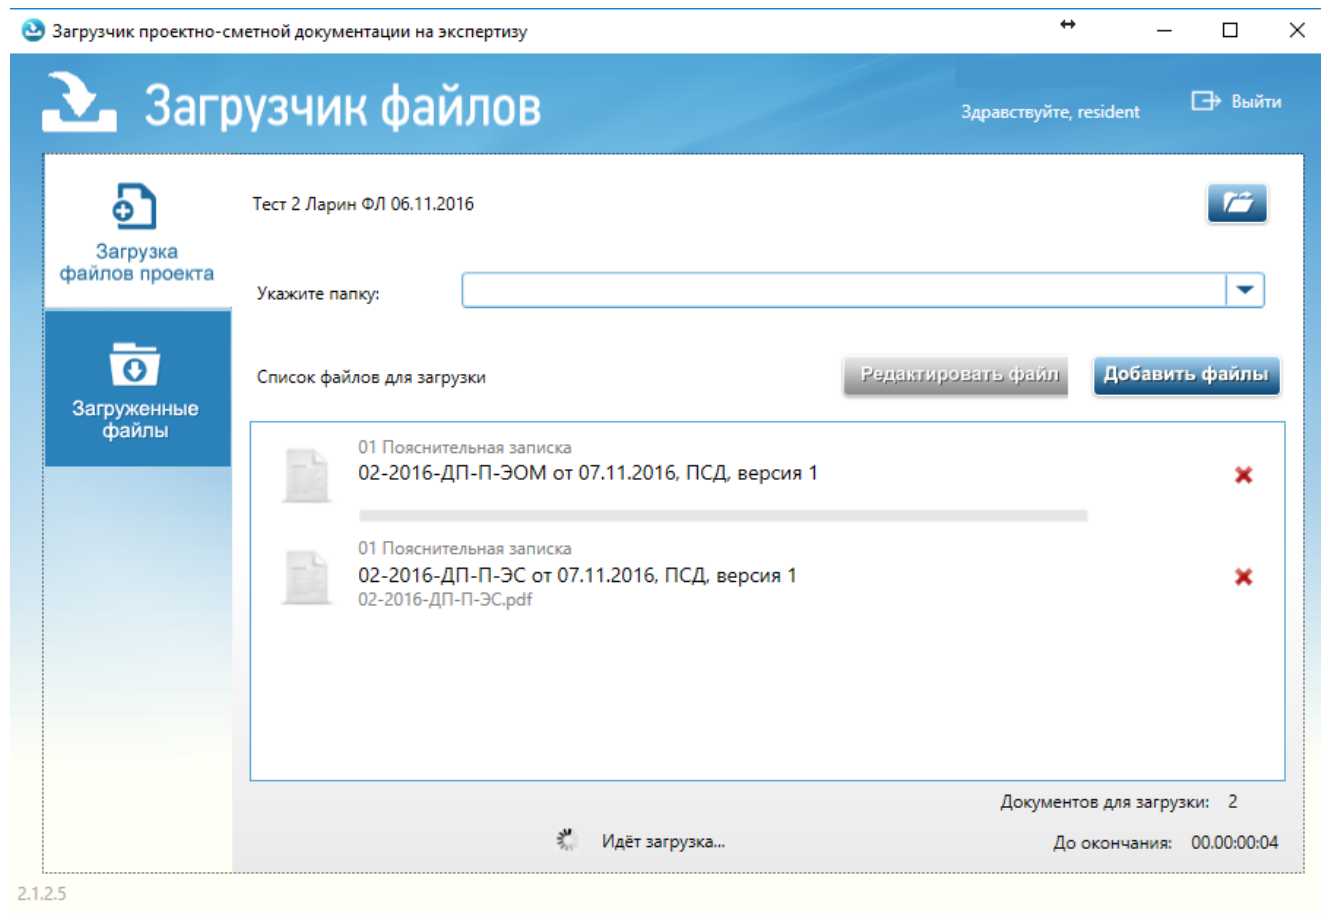 Загрузчик проектно-сметной документации на экспертизу
Загрузчик файлов
Здравствуйте, resident
Выйти
Загрузка
файлов проекта
Тест 2 Ларин ФЛ 06.11.2016
Укажите папку:
Загруженные
файлы
Список файлов для загрузки
Редактировать файл
Добавить файлы
01 Пояснительная записка
02-2016-ДП-П-ЭОМ от 07.11.2016, ПСД, версия 1
01 Пояснительная записка
02-2016-ДП-П-ЭС от 07.11.2016, ПСД, версия 1
02-2016-ДП-П-ЭС.pdf
Документов для загрузки: 2
Идёт загрузка...
До окончания: 00.00:00:04
2.1.2.5